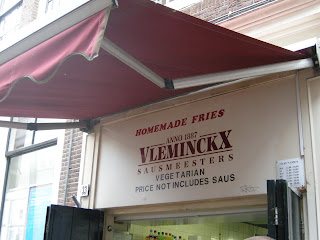 HOMEMADE FRIES
ANNO 1887
VLEMINCKX
SAUSMEESTERS
VEGETARIAN
PRICE NOT INCLUDES SAUS